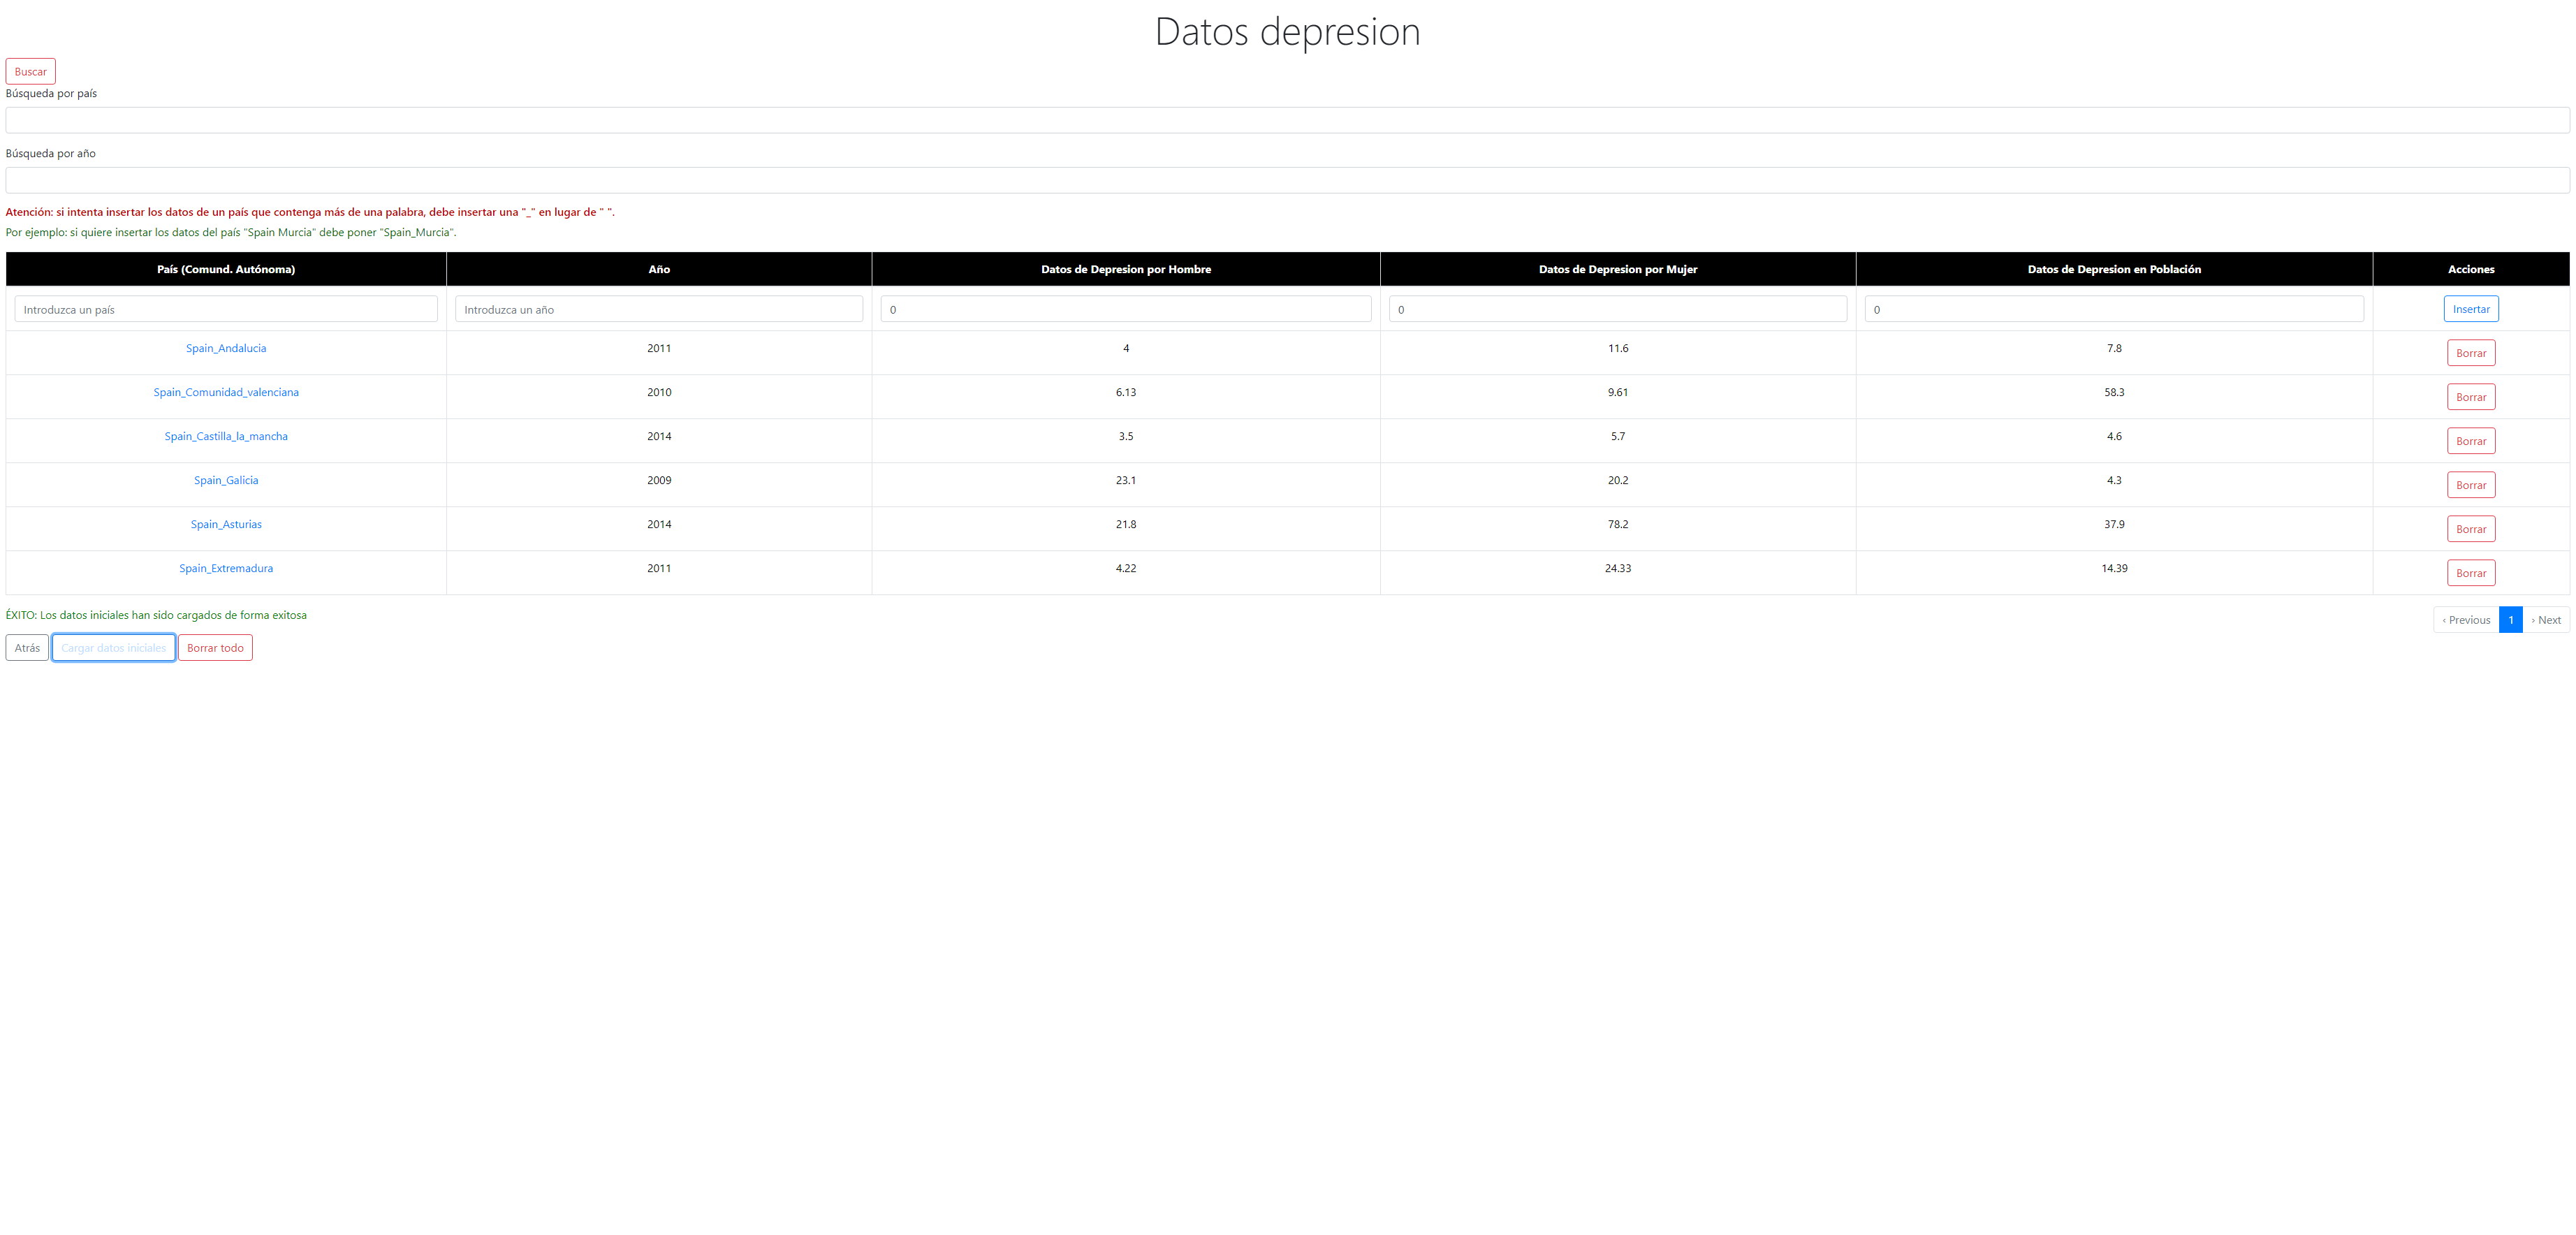 Datos depresion
Buscar
Búsqueda por país
Búsqueda por año
Atención: si intenta insertar los datos de un país que contenga más de una palabra, debe insertar una "_" en lugar de " ".
Por ejemplo: si quiere insertar los datos del país "Spain Murcia" debe poner "Spain_Murcia".
País (Comund. Autónoma) Año Datos de Depresion por Hombre Datos de Depresion por Mujer Datos de Depresion en Población Acciones
Introduzca un país Introduzca un año 0 0 0 Insertar
Spain_Andalucia 2011 4 11.6 7.8 Borrar
Spain_Comunidad_valenciana 2010 6.13 9.61 58.3 Borrar
Spain_Castilla_la_mancha 2014 3.5 5.7 4.6 Borrar
Spain_Galicia 2009 23.1 20.2 4.3 Borrar
Spain_Asturias 2014 21.8 78.2 37.9 Borrar
Spain_Extremadura 2011 4.22 24.33 14.39 Borrar
ÉXITO: Los datos iniciales han sido cargados de forma exitosa
‹ Previous 1 › Next
Atrás Cargar datos iniciales Borrar todo